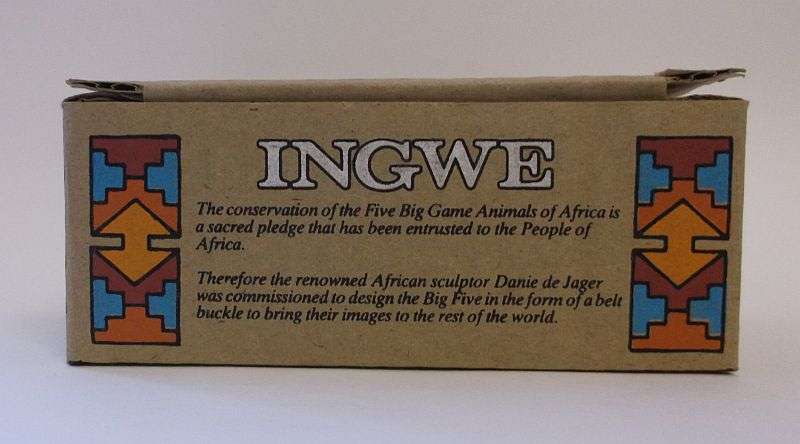 INGWE
The conservation of the Five Big Game Animals of Africa is
a sacred pledge that has been entrusted to the People of
Africa.
Therefore the renowned African sculptor Danie de Jager
was commissioned to design the Big Five in the form of a belt
buckle to bring their images to the rest of the world.